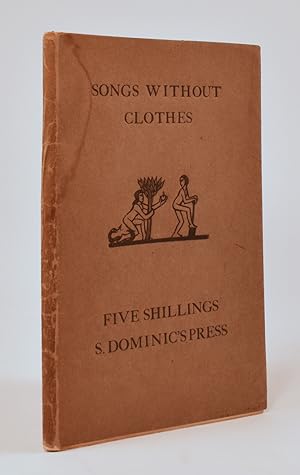 SONGS WITHOUT
CLOTHES
FIVE SHILLINGS
S. DOMINIC'S PRESS